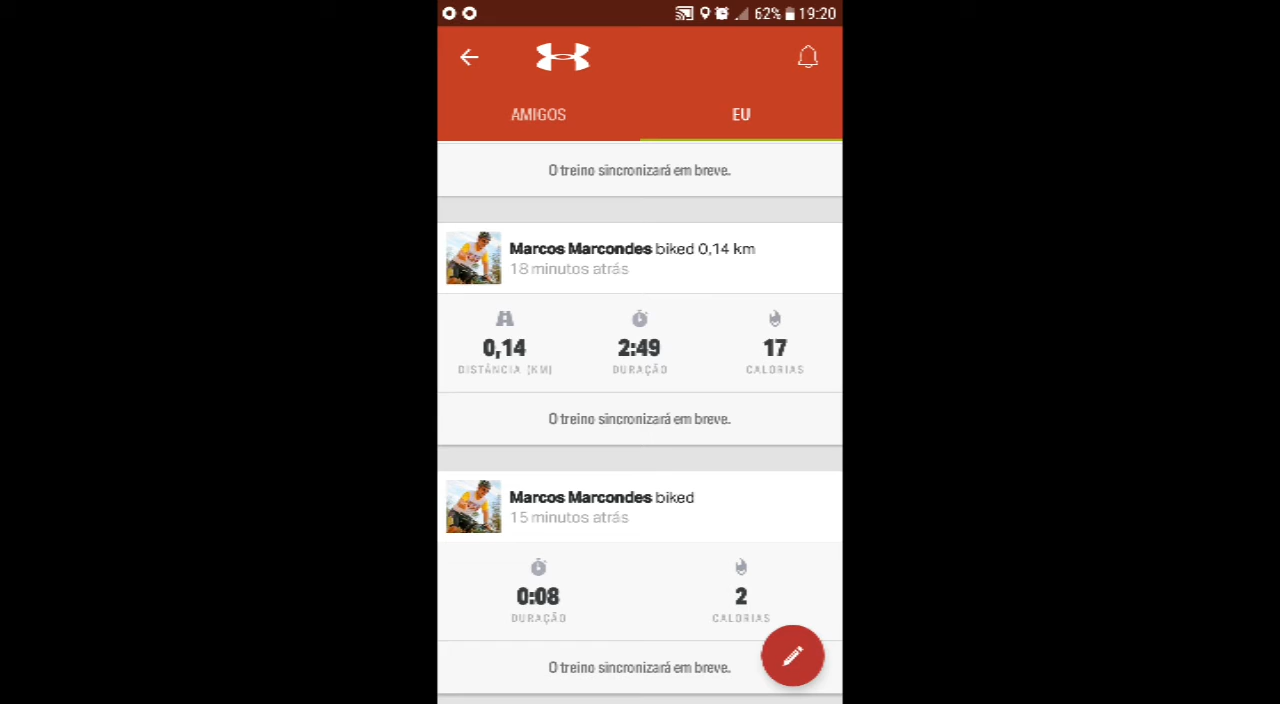 62% 19:20
AMIGOS EU
O treino sincronizará em breve.
Marcos Marcondes biked 0,14 km
18 minutos atrás
0,14 2:49 17
DISTÂNCIA (KM) DURAÇÃO CALORIAS
O treino sincronizará em breve.
Marcos Marcondes biked
15 minutos atrás
0:08 2
DURAÇÃO CALORIAS
O treino sincronizará em breve.